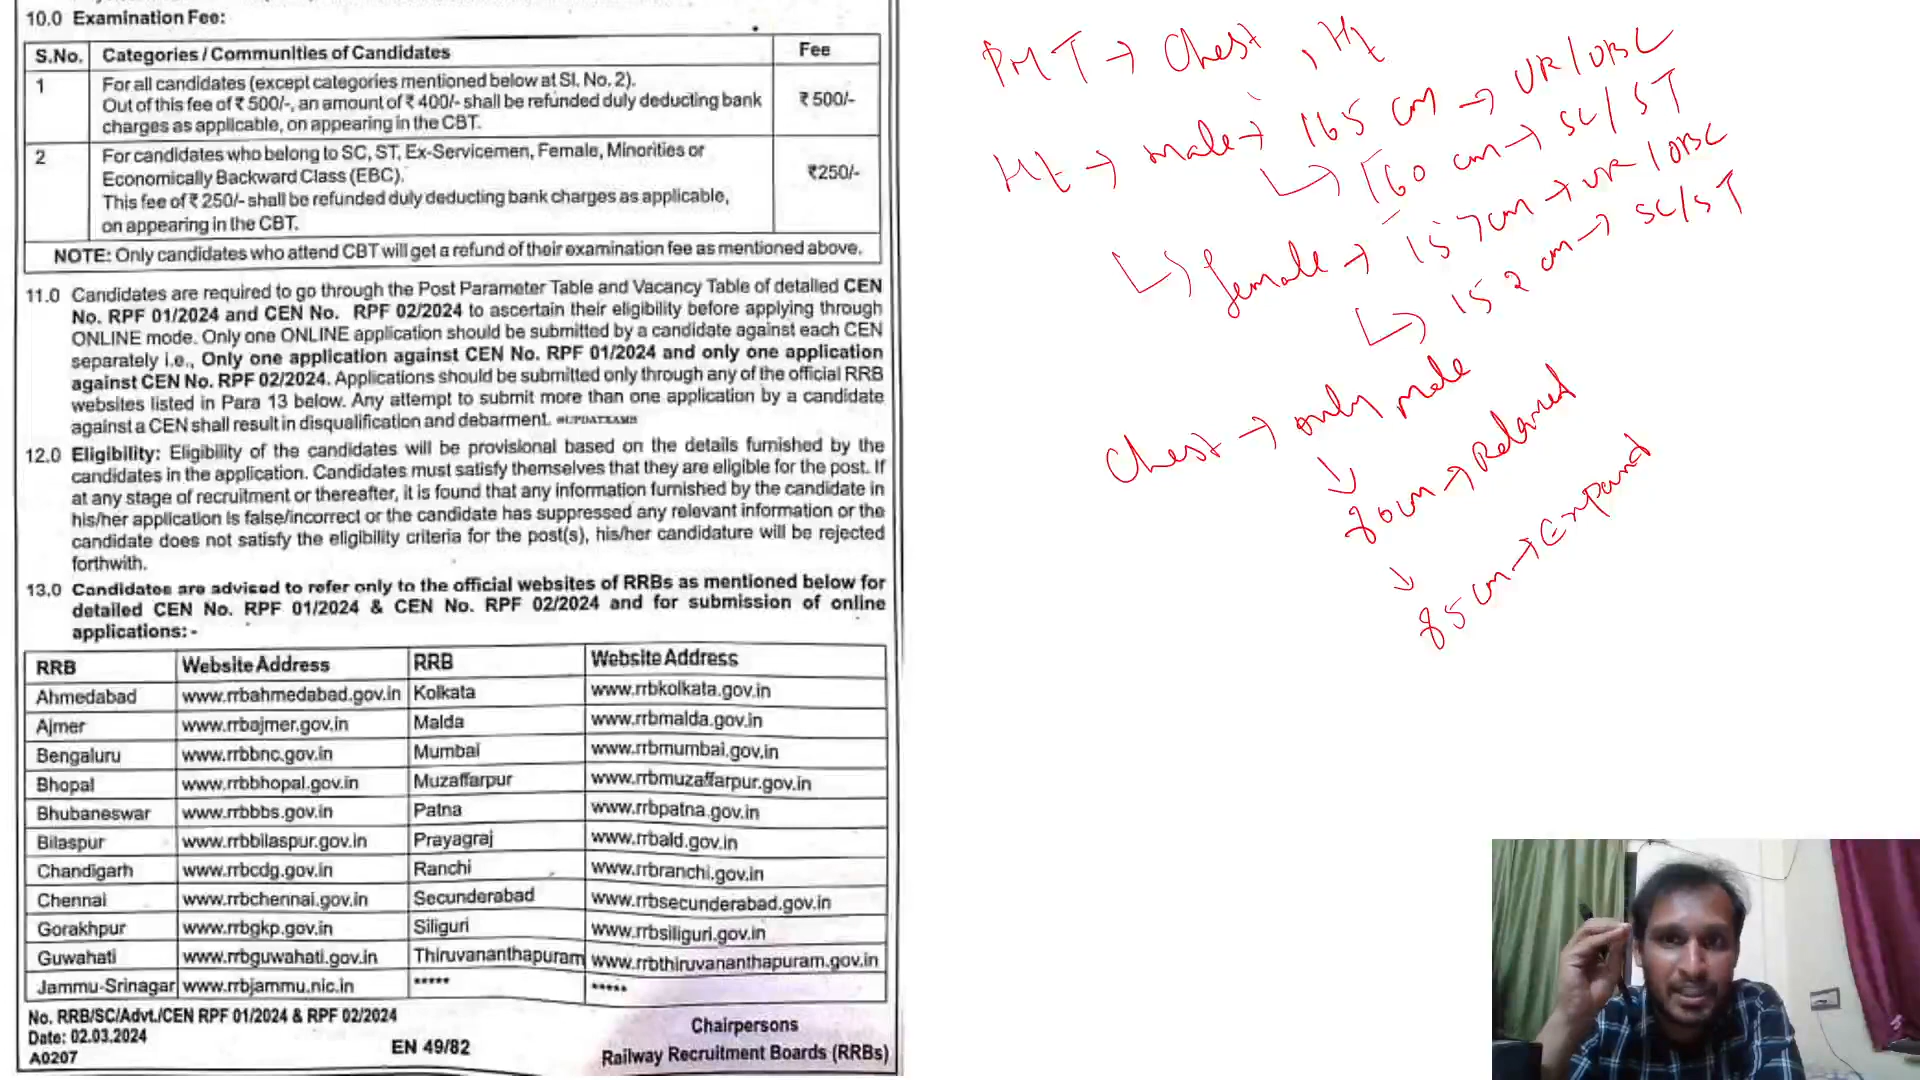 10.0 Examination Fee:
S.No. Categories / Communities of Candidates Fee
1 For all candidates (except categories mentioned below at SI. No. 2).
Out of this fee of ₹ 500/-, an amount of ₹ 400/- shall be refunded duly deducting bank ₹ 500/-
charges as applicable, on appearing in the CBT.
2 For candidates who belong to SC, ST, Ex-Servicemen, Female, Minorities or
Economically Backward Class (EBC). ₹250/-
This fee of ₹ 250/- shall be refunded duly deducting bank charges as applicable,
on appearing in the CBT.
NOTE: Only candidates who attend CBT will get a refund of their examination fee as mentioned above.
11.0 Candidates are required to go through the Post Parameter Table and Vacancy Table of detailed CEN
No. RPF 01/2024 and CEN No. RPF 02/2024 to ascertain their eligibility before applying through
ONLINE mode. Only one ONLINE application should be submitted by a candidate against each CEN
separately i.e., Only one application against CEN No. RPF 01/2024 and only one application
against CEN No. RPF 02/2024. Applications should be submitted only through any of the official RRB
websites listed in Para 13 below. Any attempt to submit more than one application by a candidate
against a CEN shall result in disqualification and debarment.
12.0 Eligibility: Eligibility of the candidates will be provisional based on the details furnished by the
candidates in the application. Candidates must satisfy themselves that they are eligible for the post. If
at any stage of recruitment or thereafter, it is found that any information furnished by the candidate in
his/her application is false/incorrect or the candidate has suppressed any relevant information or the
candidate does not satisfy the eligibility criteria for the post(s), his/her candidature will be rejected
forthwith.
13.0 Candidates are advised to refer only to the official websites of RRBs as mentioned below for
detailed CEN No. RPF 01/2024 & CEN No. RPF 02/2024 and for submission of online
applications: -
RRB Website Address RRB Website Address
Ahmedabad www.rrbahmedabad.gov.in Kolkata www.rrbkolkata.gov.in
Ajmer www.rrbajmer.gov.in Malda www.rrbmalda.gov.in
Bengaluru www.rrbbnc.gov.in Mumbai www.rrbmumbai.gov.in
Bhopal www.rrbbhopal.gov.in Muzaffarpur www.rrbmuzaffarpur.gov.in
Bhubaneswar www.rrbbbs.gov.in Patna www.rrbpatna.gov.in
Bilaspur www.rrbbilaspur.gov.in Prayagraj www.rrbald.gov.in
Chandigarh www.rrbcdg.gov.in Ranchi www.rrbranchi.gov.in
Chennai www.rrbchennai.gov.in Secunderabad www.rrbsecunderabad.gov.in
Gorakhpur www.rrbgkp.gov.in Siliguri www.rrbsiliguri.gov.in
Guwahati www.rrbguwahati.gov.in Thiruvananthapuram www.rrbthiruvananthapuram.gov.in
Jammu-Srinagar www.rrbjammu.nic.in ***** *****
No. RRB/SC/Advt./CEN RPF 01/2024 & RPF 02/2024
Date: 02.03.2024
A0207
EN 49/82
Chairpersons
Railway Recruitment Boards (RRBs)
PMT → Chest, Ht
Ht → male → 165 cm → UR/OBC
↳ 160 cm → SC/ST
↳ female → 157 cm → UR/OBC
↳ 152 cm → SC/ST
Chest → only male
↓
80 cm → Relaxed
↓
85 cm → Expand